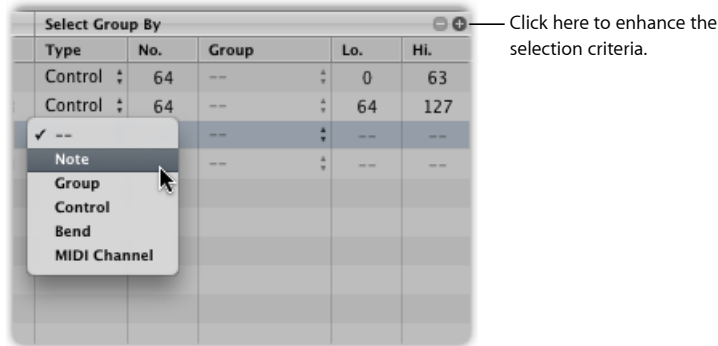 Select Group By
Click here to enhance the
selection criteria.
Type No. Group Lo. Hi.
Control 64 -- 0 63
Control 64 -- 64 127
✓ -- -- -- --
Note -- -- --
Group
Control
Bend
MIDI Channel